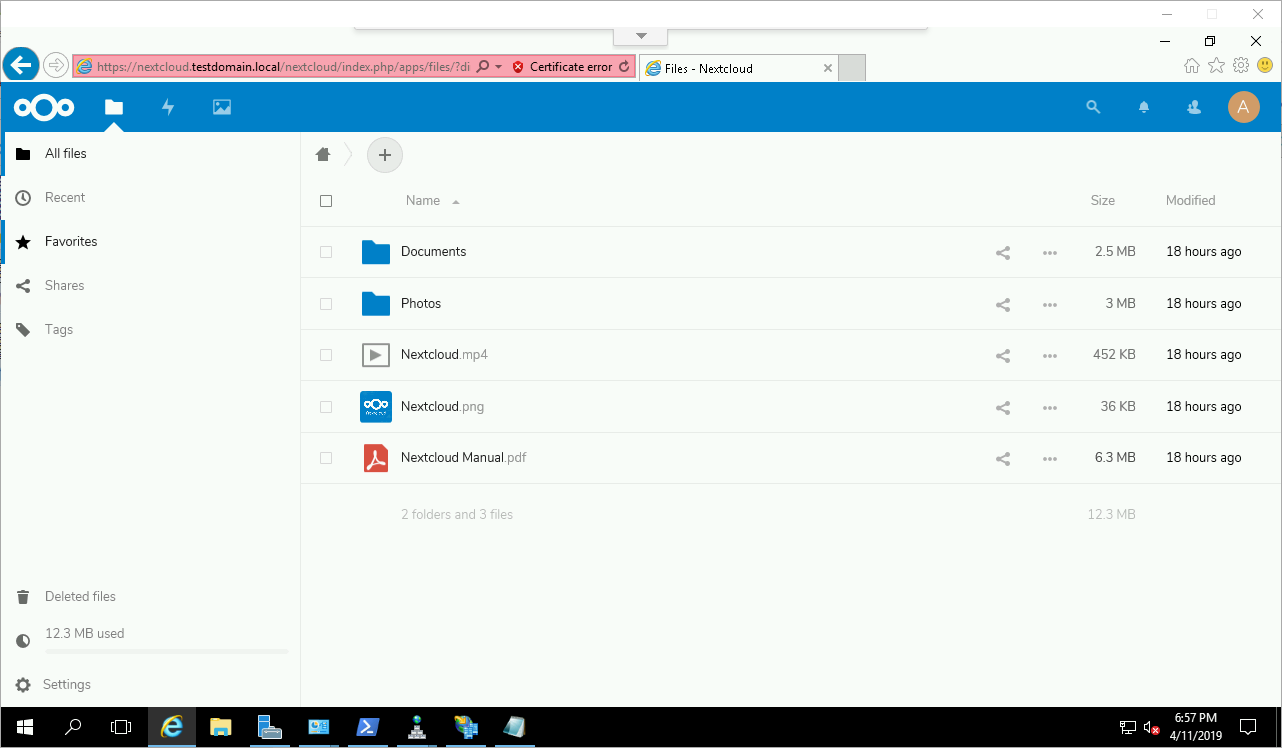 https://nextcloud.testdomain.local/nextcloud/index.php/apps/files/?di
Certificate error
Files - Nextcloud
A
All files
Recent
Favorites
Shares
Tags
Deleted files
12.3 MB used
Settings
Name Size Modified
Documents 2.5 MB 18 hours ago
Photos 3 MB 18 hours ago
Nextcloud.mp4 452 KB 18 hours ago
Nextcloud.png 36 KB 18 hours ago
Nextcloud Manual.pdf 6.3 MB 18 hours ago
2 folders and 3 files 12.3 MB
6:57 PM
4/11/2019